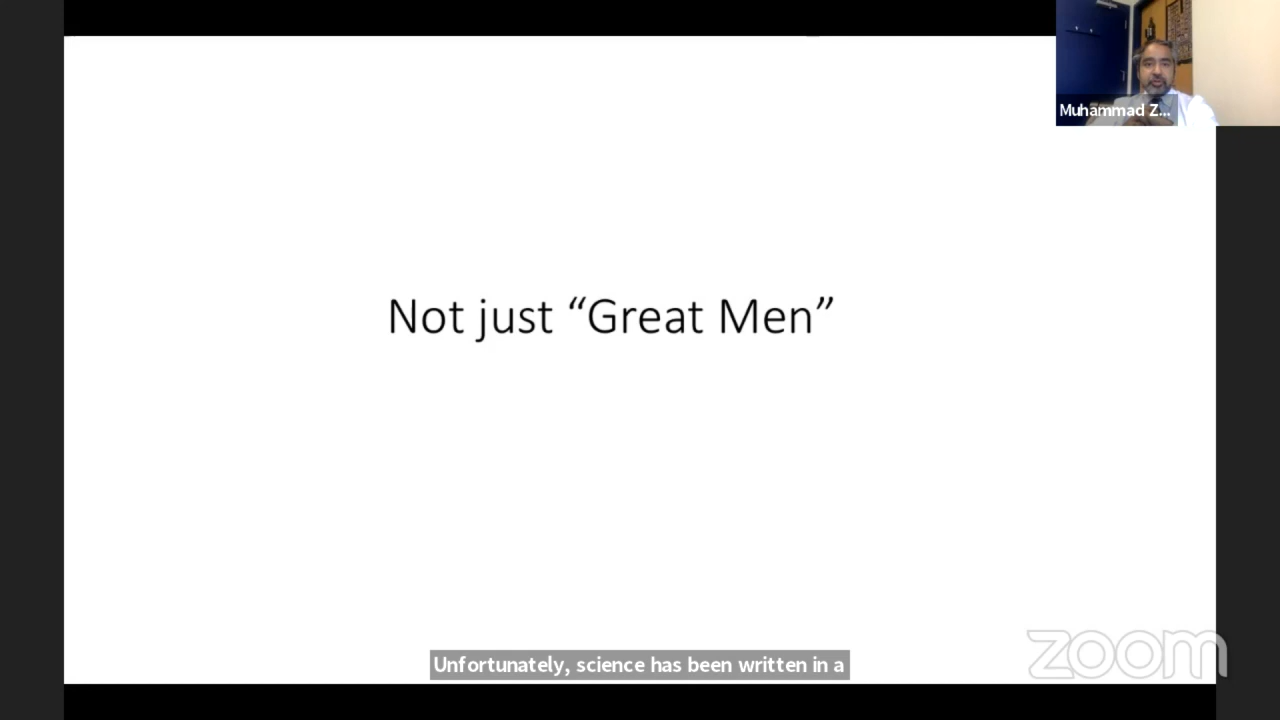 Muhammad Z...
Not just “Great Men”
Unfortunately, science has been written in a
zoom